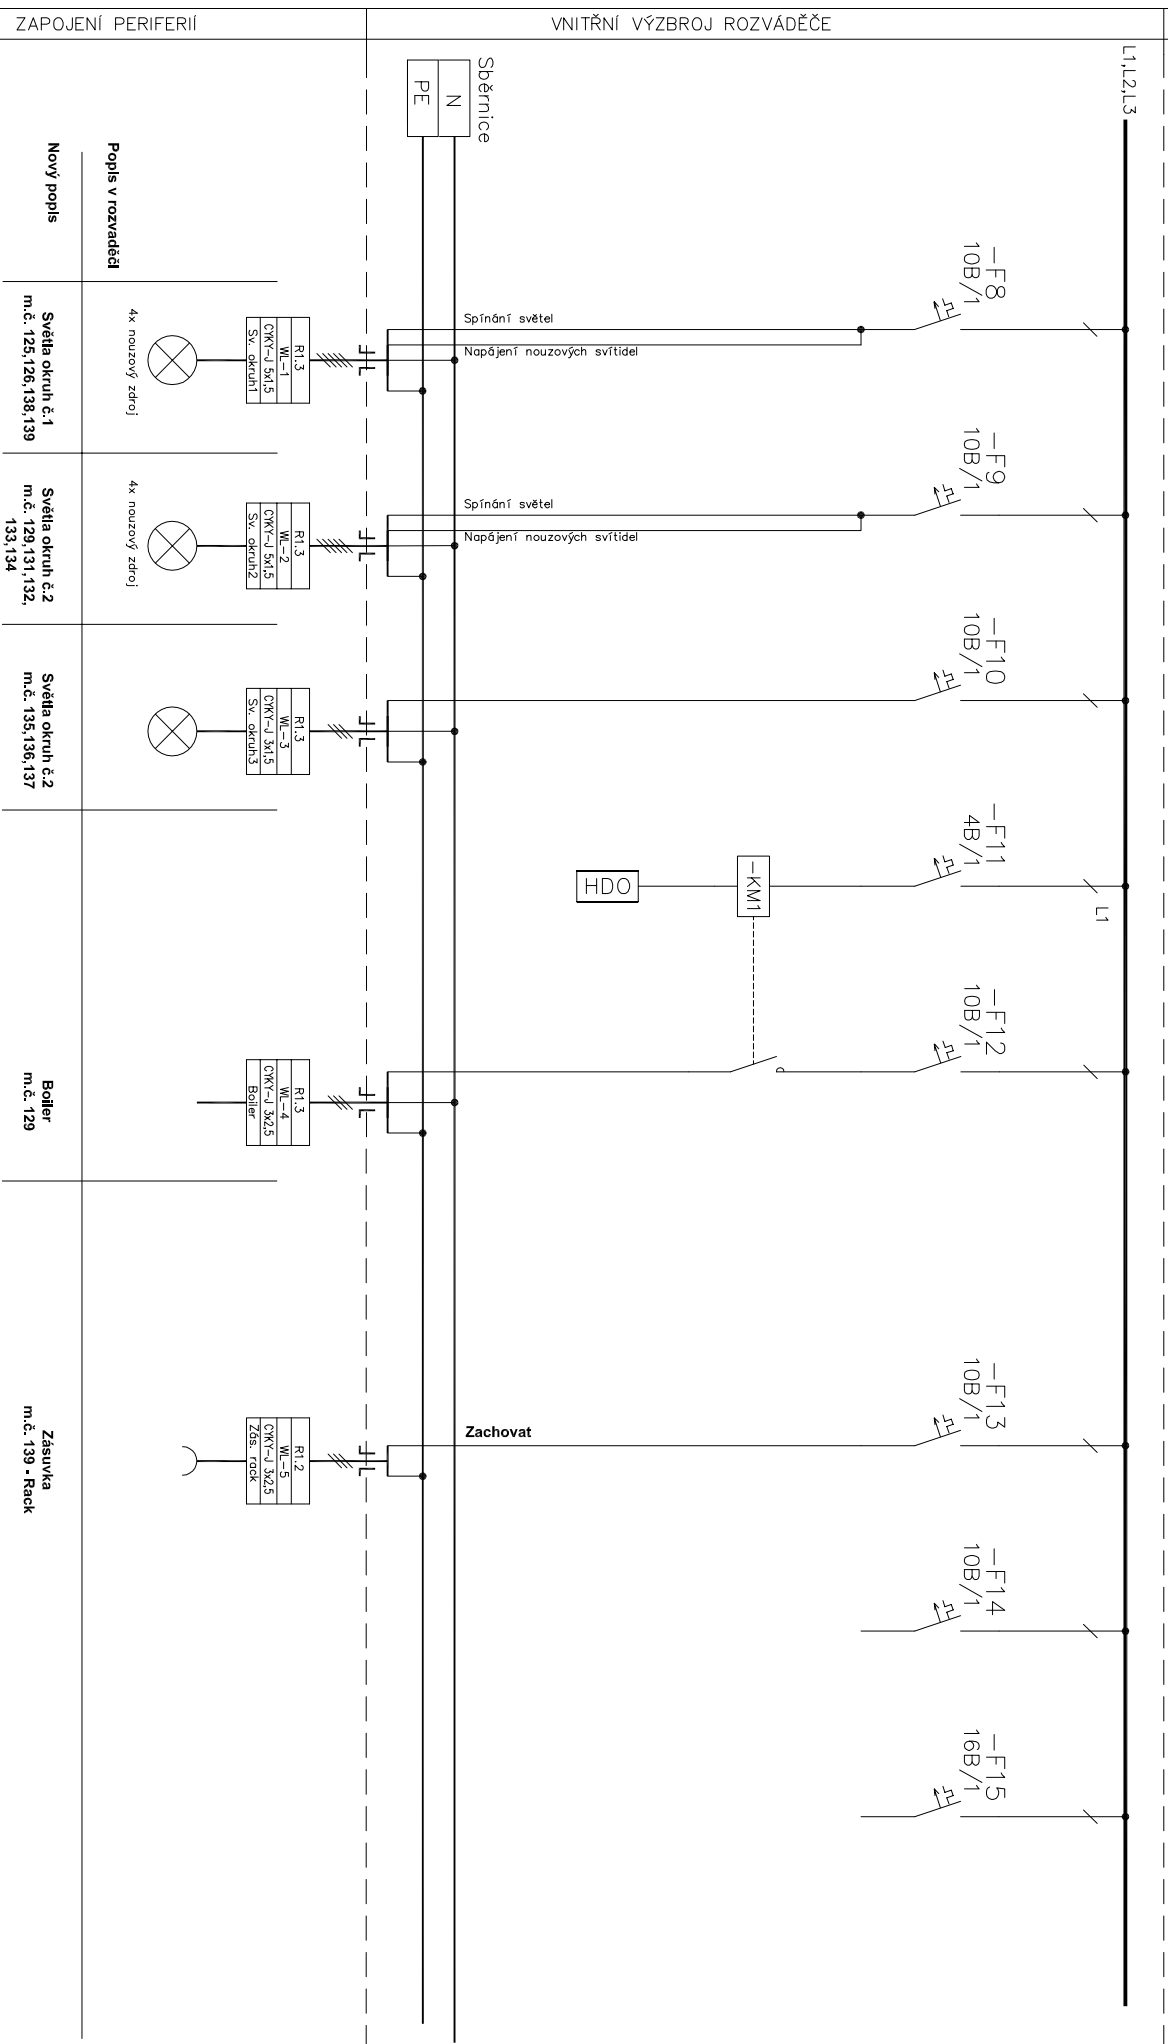 ZAPOJENÍ PERIFERIÍ
VNITŘNÍ VÝZBROJ ROZVÁDĚČE
L1,L2,L3
Sběrnice
N
PE
Popis v rozvaděči
Nový popis
-F8
10B/1
Spínání světel
Napájení nouzových svítidel
R1.3
WL-1
CYKY-J 5x1,5
Sv. okruh1
4x nouzový zdroj
Světla okruh č.1
m.č. 125,126,138,139
-F9
10B/1
Spínání světel
Napájení nouzových svítidel
R1.3
WL-2
CYKY-J 5x1,5
Sv. okruh2
4x nouzový zdroj
Světla okruh č.2
m.č. 129,131,132,
133,134
-F10
10B/1
R1.3
WL-3
CYKY-J 3x1,5
Sv. okruh3
Světla okruh č.2
m.č. 135,136,137
-F11
4B/1
L1
-KM1
HDO
-F12
10B/1
R1.3
WL-4
CYKY-J 3x2,5
Boiler
Boiler
m.č. 129
-F13
10B/1
Zachovat
R1.2
WL-5
CYKY-J 3x2,5
Zás. rack
Zásuvka
m.č. 139 - Rack
-F14
10B/1
-F15
16B/1